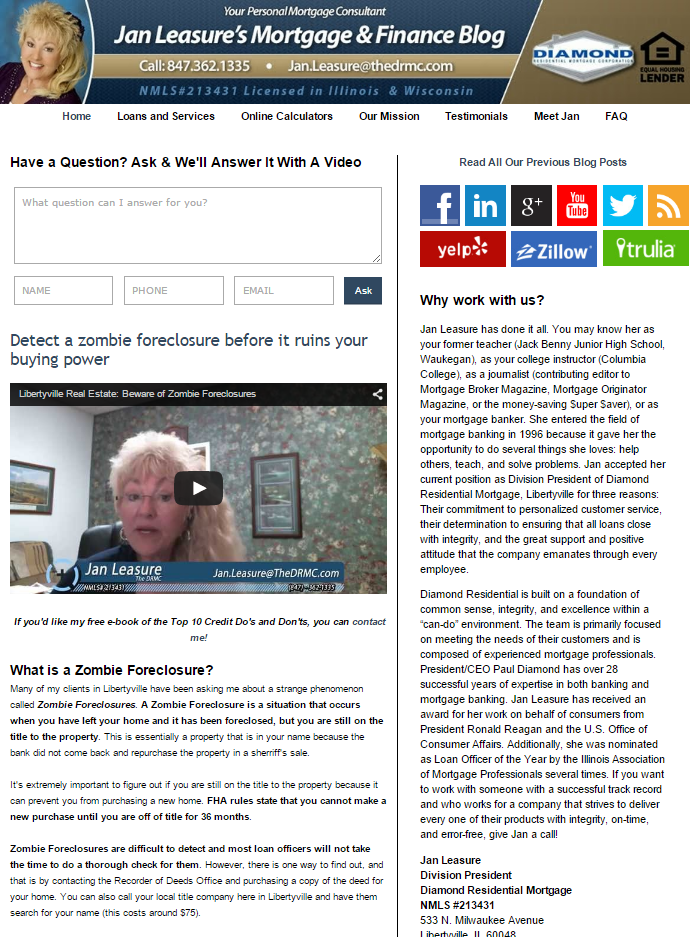 Your Personal Mortgage Consultant
Jan Leasure's Mortgage & Finance Blog
Call: 847.362.1335 • Jan.Leasure@thedrmc.com
NMLS#213431 Licensed in Illinois & Wisconsin
DIAMOND
RESIDENTIAL MORTGAGE CORPORATION
EQUAL HOUSING
LENDER
Home Loans and Services Online Calculators Our Mission Testimonials Meet Jan FAQ
Have a Question? Ask & We'll Answer It With A Video
What question can I answer for you?
NAME PHONE EMAIL Ask
Detect a zombie foreclosure before it ruins your
buying power
Libertyville Real Estate: Beware of Zombie Foreclosures
Jan Leasure
The DRMC
Jan.Leasure@TheDRMC.com
NMLS# 213431
(847) -362-1335
If you'd like my free e-book of the Top 10 Credit Do's and Don'ts, you can contact
me!
What is a Zombie Foreclosure?
Many of my clients in Libertyville have been asking me about a strange phenomenon
called Zombie Foreclosures. A Zombie Foreclosure is a situation that occurs
when you have left your home and it has been foreclosed, but you are still on the
title to the property. This is essentially a property that is in your name because the
bank did not come back and repurchase the property in a sherriff's sale.
It's extremely important to figure out if you are still on the title to the property because it
can prevent you from purchasing a new home. FHA rules state that you cannot make a
new purchase until you are off of title for 36 months.
Zombie Foreclosures are difficult to detect and most loan officers will not take
the time to do a thorough check for them. However, there is one way to find out, and
that is by contacting the Recorder of Deeds Office and purchasing a copy of the deed for
your home. You can also call your local title company here in Libertyville and have them
search for your name (this costs around $75).
Read All Our Previous Blog Posts
f in g+ You Tube
yelp Zillow trulia
Why work with us?
Jan Leasure has done it all. You may know her as
your former teacher (Jack Benny Junior High School,
Waukegan), as your college instructor (Columbia
College), as a journalist (contributing editor to
Mortgage Broker Magazine, Mortgage Originator
Magazine, or the money-saving $uper $aver), or as
your mortgage banker. She entered the field of
mortgage banking in 1996 because it gave her the
opportunity to do several things she loves: help
others, teach, and solve problems. Jan accepted her
current position as Division President of Diamond
Residential Mortgage, Libertyville for three reasons:
Their commitment to personalized customer service,
their determination to ensuring that all loans close
with integrity, and the great support and positive
attitude that the company emanates through every
employee.
Diamond Residential is built on a foundation of
common sense, integrity, and excellence within a
“can-do” environment. The team is primarily focused
on meeting the needs of their customers and is
composed of experienced mortgage professionals.
President/CEO Paul Diamond has over 28
successful years of expertise in both banking and
mortgage banking. Jan Leasure has received an
award for her work on behalf of consumers from
President Ronald Reagan and the U.S. Office of
Consumer Affairs. Additionally, she was nominated
as Loan Officer of the Year by the Illinois Association
of Mortgage Professionals several times. If you want
to work with someone with a successful track record
and who works for a company that strives to deliver
every one of their products with integrity, on-time,
and error-free, give Jan a call!
Jan Leasure
Division President
Diamond Residential Mortgage
NMLS #213431
533 N. Milwaukee Avenue
Libertyville, IL 60048